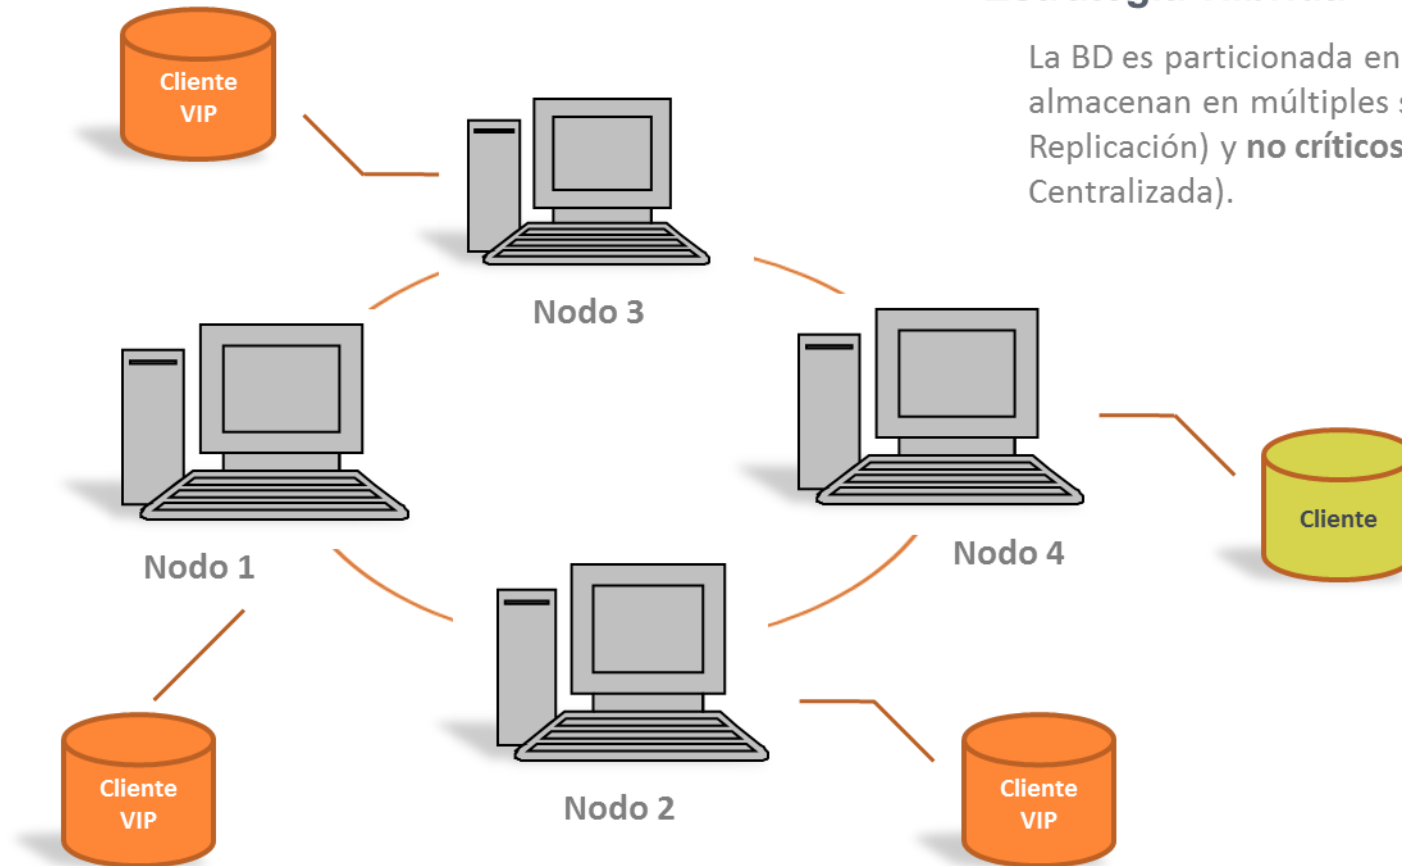 La BD es particionada en
almacenan en múltiples
Replicación) y no críticos
Centralizada).
Cliente
VIP
Nodo 3
Nodo 1
Nodo 4
Cliente
Cliente
VIP
Nodo 2
Cliente
VIP